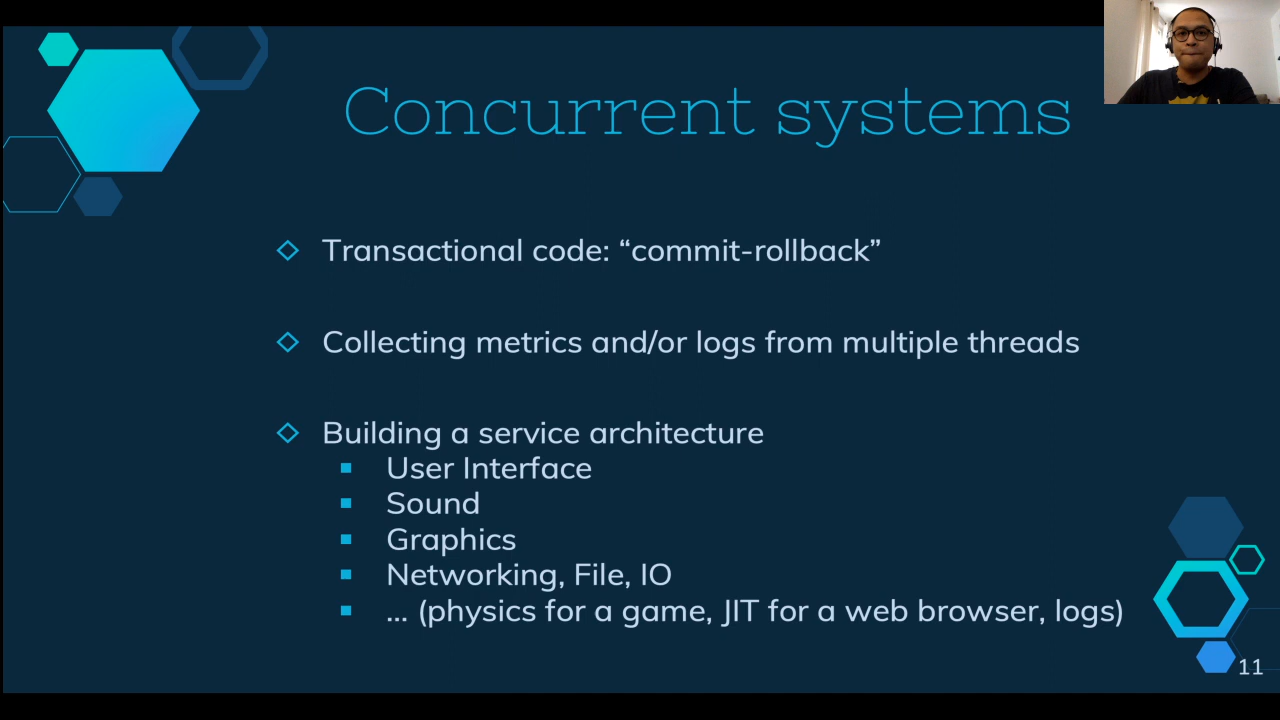 Concurrent systems
Transactional code: “commit-rollback”
Collecting metrics and/or logs from multiple threads
Building a service architecture
User Interface
Sound
Graphics
Networking, File, IO
... (physics for a game, JIT for a web browser, logs)
11